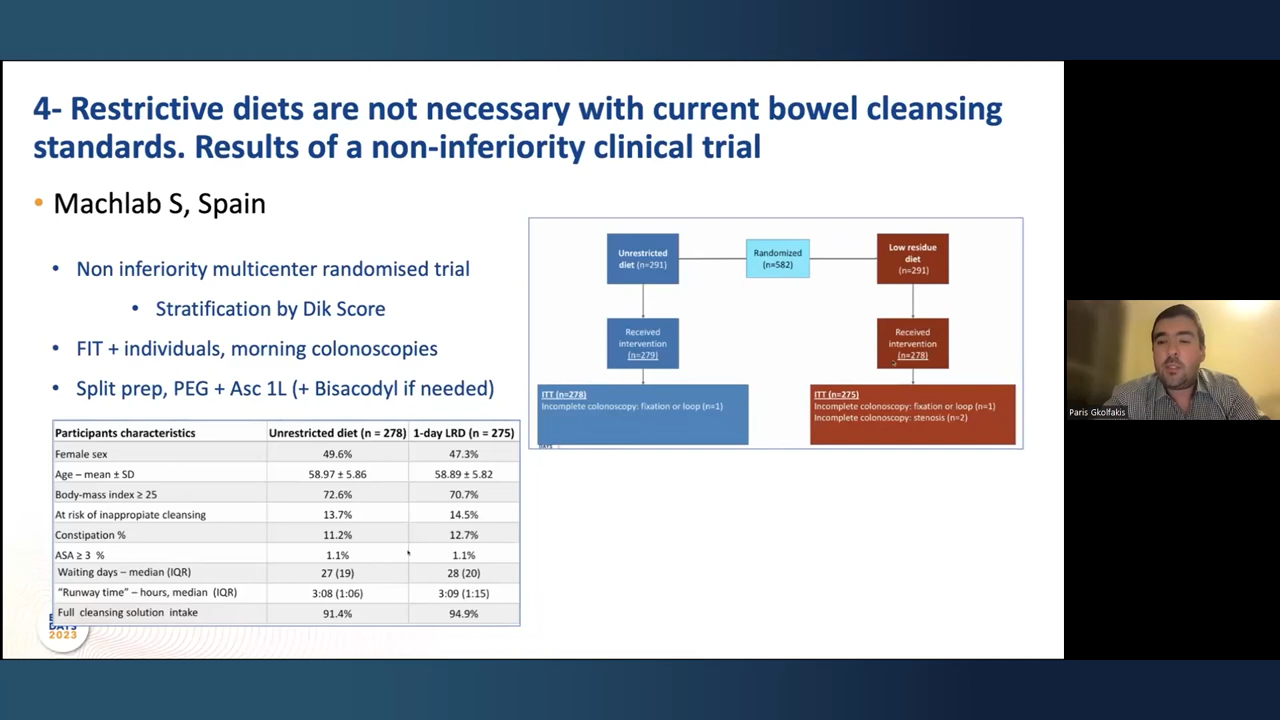 4- Restrictive diets are not necessary with current bowel cleansing
standards. Results of a non-inferiority clinical trial
• Machlab S, Spain
• Non inferiority multicenter randomised trial
• Stratification by Dik Score
• FIT + individuals, morning colonoscopies
• Split prep, PEG + Asc 1L (+ Bisacodyl if needed)
Unrestricted
diet (n=291)
Randomized
(n=582)
Low residue
diet
(n=291)
Received
intervention
(n=279)
Received
intervention
(n=278)
ITT (n=278)
Incomplete colonoscopy: fixation or loop (n=1)
ITT (n=275)
Incomplete colonoscopy: fixation or loop (n=1)
Incomplete colonoscopy: stenosis (n=2)
DAYS
Participants characteristics Unrestricted diet (n = 278) 1-day LRD (n = 275)
Female sex 49.6% 47.3%
Age – mean ± SD 58.97 ± 5.86 58.89 ± 5.82
Body-mass index ≥ 25 72.6% 70.7%
At risk of inappropiate cleansing 13.7% 14.5%
Constipation % 11.2% 12.7%
ASA ≥ 3 % 1.1% 1.1%
Waiting days – median (IQR) 27 (19) 28 (20)
“Runway time” – hours, median (IQR) 3:08 (1:06) 3:09 (1:15)
Full cleansing solution intake 91.4% 94.9%
DAYS
2023
Paris Gkolfakis